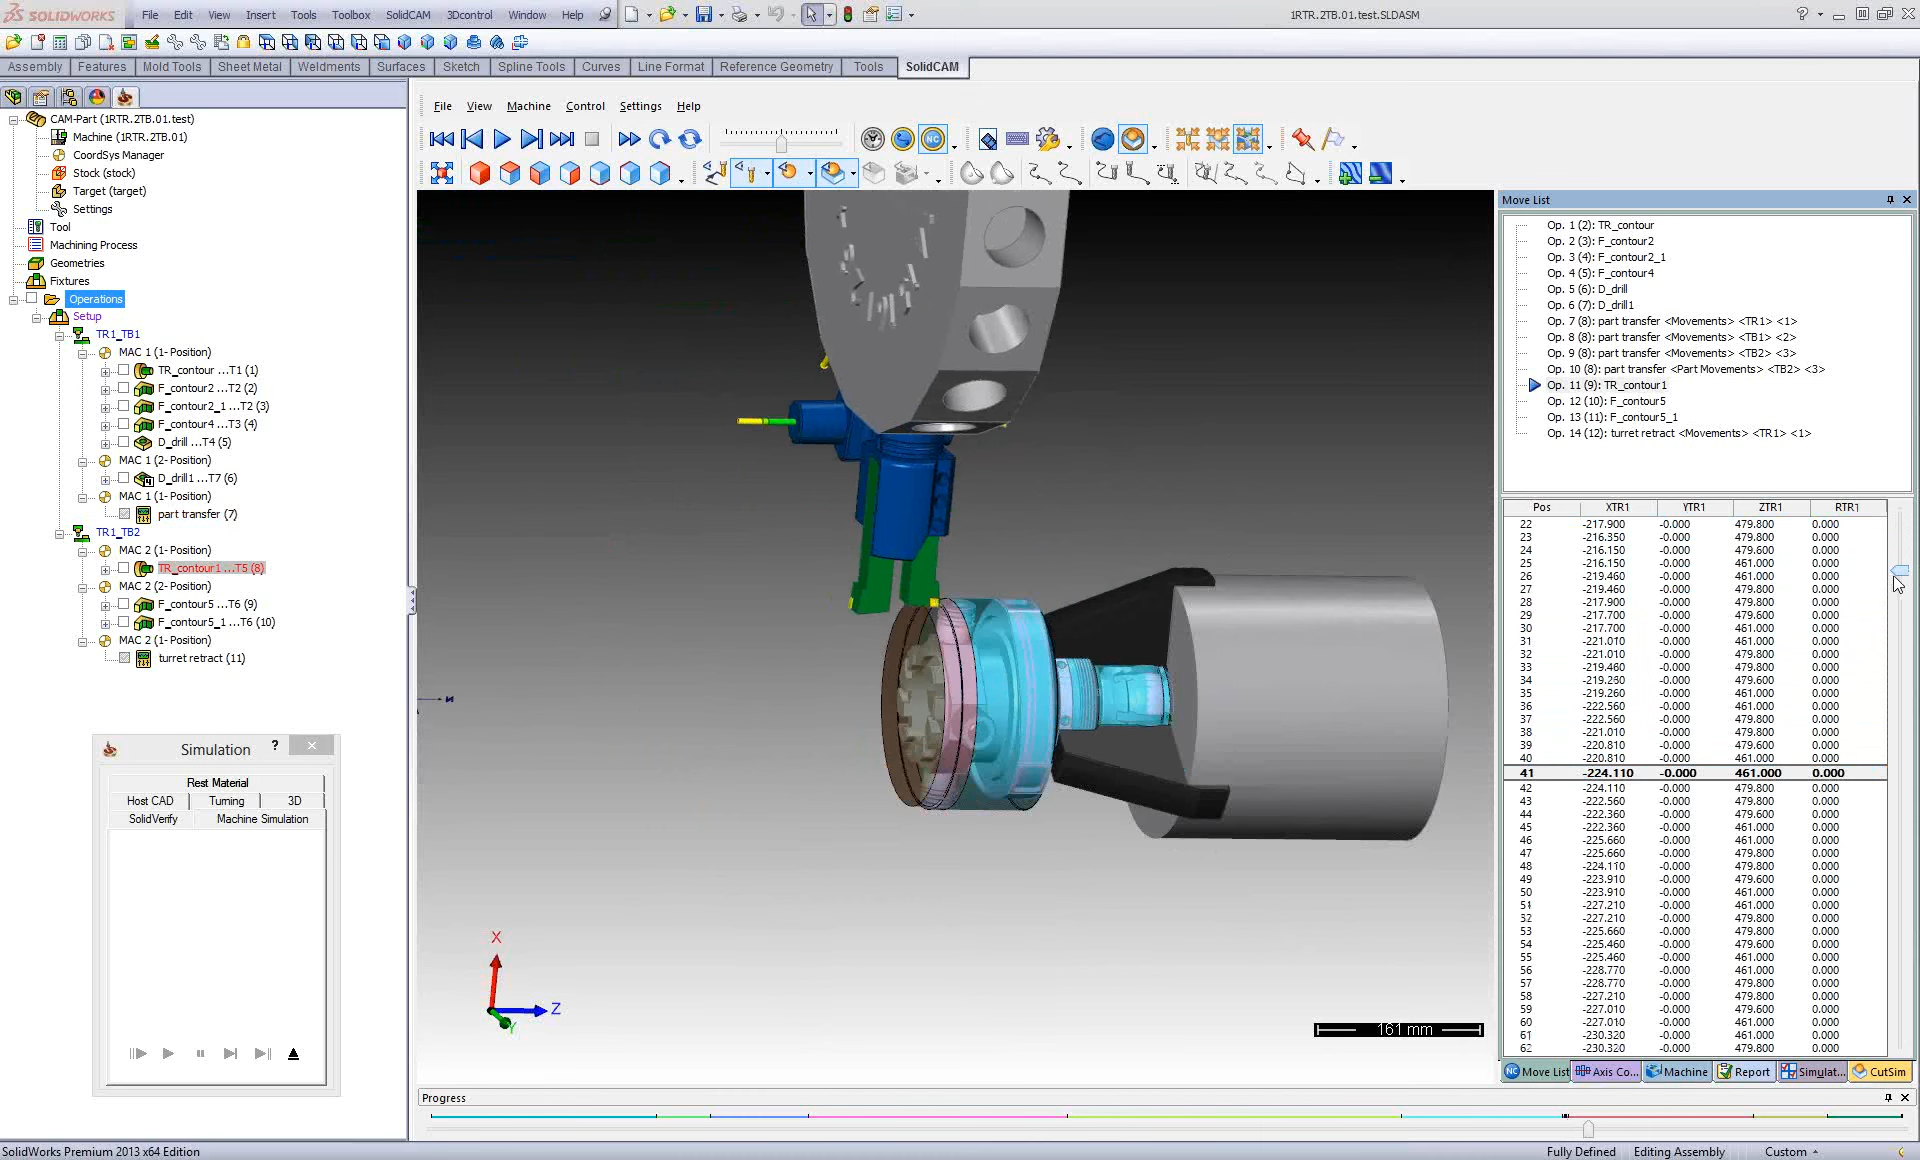 SOLIDWORKS File Edit View Insert Tools Toolbox SolidCAM 3Dcontrol Window Help 1RTR.2TB.01.test.SLDASM
Assembly Features Mold Tools Sheet Metal Weldments Surfaces Sketch Spline Tools Curves Line Format Reference Geometry Tools SolidCAM
File View Machine Control Settings Help
NC
CAM-Part (1RTR.2TB.01.test)
Machine (1RTR.2TB.01)
CoordSys Manager
Stock (stock)
Target (target)
Settings
Tool
Machining Process
Geometries
Fixtures
Operations
Setup
TR1_TB1
MAC 1 (1- Position)
TR_contour ...T1 (1)
F_contour2 ...T2 (2)
F_contour2_1 ...T2 (3)
F_contour4 ...T3 (4)
D_drill ...T4 (5)
MAC 1 (2- Position)
D_drill1 ...T7 (6)
MAC 1 (1- Position)
part transfer (7)
TR1_TB2
MAC 2 (1- Position)
TR_contour1 ...T5 (8)
MAC 2 (2- Position)
F_contour5 ...T6 (9)
F_contour5_1 ...T6 (10)
MAC 2 (1- Position)
turret retract (11)
Simulation ?
Rest Material
Host CAD Turning 3D
SolidVerify Machine Simulation
X
Z
Y
161 mm
Move List
Op. 1 (2): TR_contour
Op. 2 (3): F_contour2
Op. 3 (4): F_contour2_1
Op. 4 (5): F_contour4
Op. 5 (6): D_drill
Op. 6 (7): D_drill1
Op. 7 (8): part transfer <Movements> <TR1> <1>
Op. 8 (8): part transfer <Movements> <TB1> <2>
Op. 9 (8): part transfer <Movements> <TB2> <3>
Op. 10 (8): part transfer <Part Movements> <TB2> <3>
Op. 11 (9): TR_contour1
Op. 12 (10): F_contour5
Op. 13 (11): F_contour5_1
Op. 14 (12): turret retract <Movements> <TR1> <1>
Pos XTR1 YTR1 ZTR1 RTR1
22 -217.900 -0.000 479.800 0.000
23 -216.350 -0.000 479.800 0.000
24 -216.150 -0.000 479.600 0.000
25 -216.150 -0.000 461.000 0.000
26 -219.460 -0.000 461.000 0.000
27 -219.460 -0.000 479.800 0.000
28 -217.900 -0.000 479.800 0.000
29 -217.700 -0.000 479.600 0.000
30 -217.700 -0.000 461.000 0.000
31 -221.010 -0.000 461.000 0.000
32 -221.010 -0.000 479.800 0.000
33 -219.460 -0.000 479.800 0.000
34 -219.260 -0.000 479.600 0.000
35 -219.260 -0.000 461.000 0.000
36 -222.560 -0.000 461.000 0.000
37 -222.560 -0.000 479.800 0.000
38 -221.010 -0.000 479.800 0.000
39 -220.810 -0.000 479.600 0.000
40 -220.810 -0.000 461.000 0.000
41 -224.110 -0.000 461.000 0.000
42 -224.110 -0.000 479.800 0.000
43 -222.560 -0.000 479.800 0.000
44 -222.360 -0.000 479.600 0.000
45 -222.360 -0.000 461.000 0.000
46 -225.660 -0.000 461.000 0.000
47 -225.660 -0.000 479.800 0.000
48 -224.110 -0.000 479.800 0.000
49 -223.910 -0.000 479.600 0.000
50 -223.910 -0.000 461.000 0.000
51 -227.210 -0.000 461.000 0.000
52 -227.210 -0.000 479.800 0.000
53 -225.660 -0.000 479.800 0.000
54 -225.460 -0.000 479.600 0.000
55 -225.460 -0.000 461.000 0.000
56 -228.770 -0.000 461.000 0.000
57 -228.770 -0.000 479.800 0.000
58 -227.210 -0.000 479.800 0.000
59 -227.010 -0.000 479.600 0.000
60 -227.010 -0.000 461.000 0.000
61 -230.320 -0.000 461.000 0.000
62 -230.320 -0.000 479.800 0.000
NC Move List Axis Co... Machine Report Simulat... CutSim
Progress
SolidWorks Premium 2013 x64 Edition Fully Defined Editing Assembly Custom